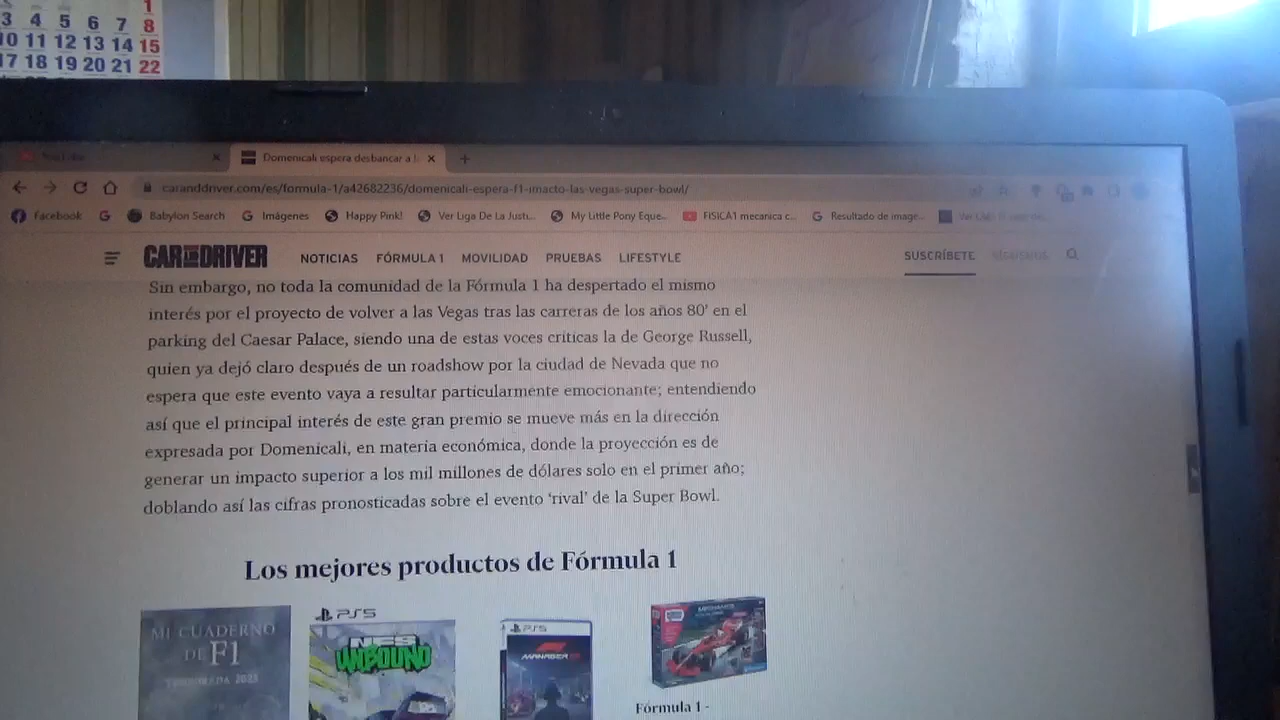 1
3 4 5 6 7 8
10 11 12 13 14 15
17 18 19 20 21 22
YouTube
Domenicali espera desbancar a l
caranddriver.com/es/formula-1/a42682236/domenicali-espera-f1-imacto-las-vegas-super-bowl/
Facebook
Babylon Search
Imágenes
Happy Pink!
Ver Liga De La Justi...
My Little Pony Eque...
FISICA1 mecanica c...
Resultado de image...
CAR AND DRIVER
NOTICIAS
FÓRMULA 1
MOVILIDAD
PRUEBAS
LIFESTYLE
SUSCRÍBETE
SÍGUENOS
Sin embargo, no toda la comunidad de la Fórmula 1 ha despertado el mismo
interés por el proyecto de volver a las Vegas tras las carreras de los años 80' en el
parking del Caesar Palace, siendo una de estas voces críticas la de George Russell,
quien ya dejó claro después de un roadshow por la ciudad de Nevada que no
espera que este evento vaya a resultar particularmente emocionante; entendiendo
así que el principal interés de este gran premio se mueve más en la dirección
expresada por Domenicali, en materia económica, donde la proyección es de
generar un impacto superior a los mil millones de dólares solo en el primer año;
doblando así las cifras pronosticadas sobre el evento ‘rival’ de la Super Bowl.
Los mejores productos de Fórmula 1
MI CUADERNO
DE F1
TEMPORADA 2023
PS5
NFS
UNBOUND
PS5
F1
MANAGER
MECHANICS
Fórmula 1 -